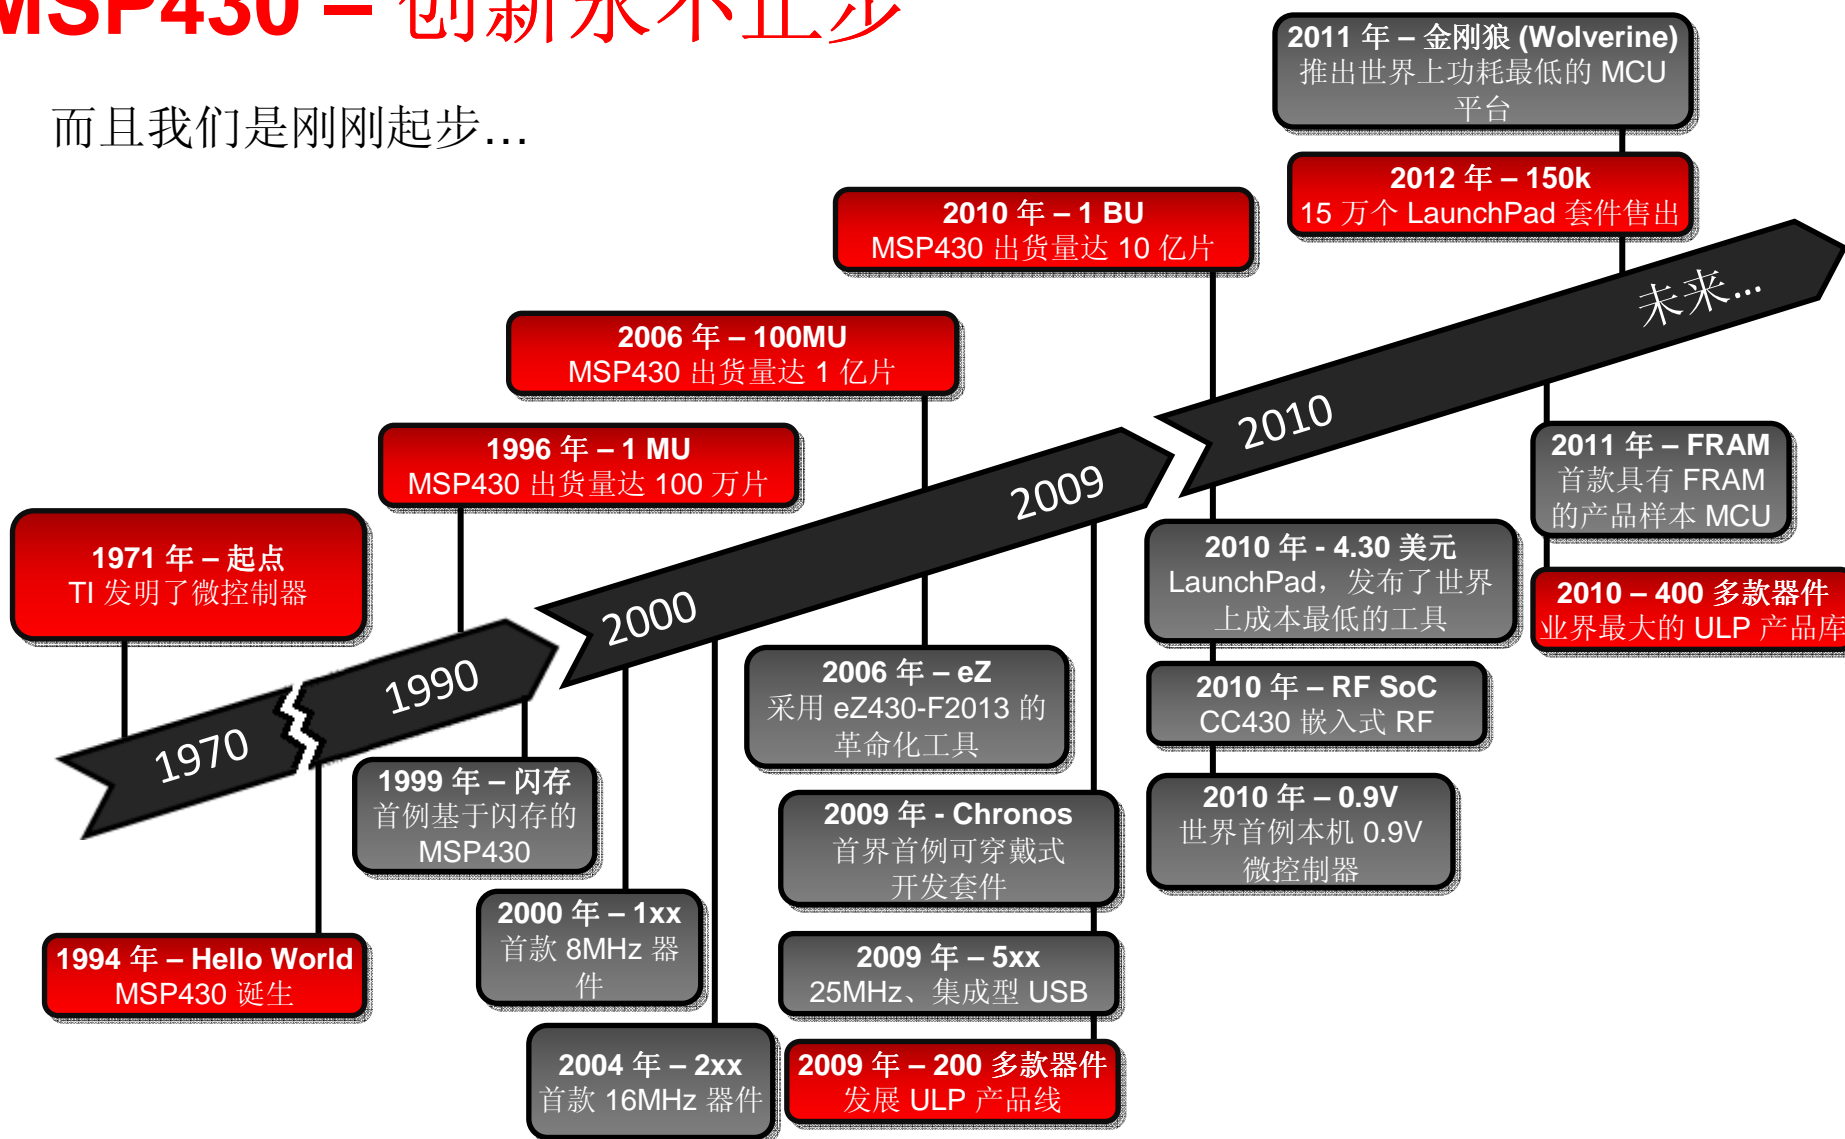 MSP430 – 创新永不止步
而且我们是刚刚起步...
2011 年 – 金刚狼 (Wolverine)
推出世界上功耗最低的 MCU
平台
2012 年 – 150k
15 万个 LaunchPad 套件售出
2010 年 – 1 BU
MSP430 出货量达 10 亿片
2006 年 – 100MU
MSP430 出货量达 1 亿片
1996 年 – 1 MU
MSP430 出货量达 100 万片
1971 年 – 起点
TI 发明了微控制器
1970
1990
2000
2009
2010
未来...
2011 年 – FRAM
首款具有 FRAM
的产品样本 MCU
2010 – 400 多款器件
业界最大的 ULP 产品库
2010 年 - 4.30 美元
LaunchPad，发布了世界
上成本最低的工具
2010 年 – RF SoC
CC430 嵌入式 RF
2010 年 – 0.9V
世界首例本机 0.9V
微控制器
2006 年 – eZ
采用 eZ430-F2013 的
革命化工具
2009 年 - Chronos
首界首例可穿戴式
开发套件
2009 年 – 5xx
25MHz、集成型 USB
2009 年 – 200 多款器件
发展 ULP 产品线
1999 年 – 闪存
首例基于闪存的
MSP430
2000 年 – 1xx
首款 8MHz 器
件
2004 年 – 2xx
首款 16MHz 器件
1994 年 – Hello World
MSP430 诞生